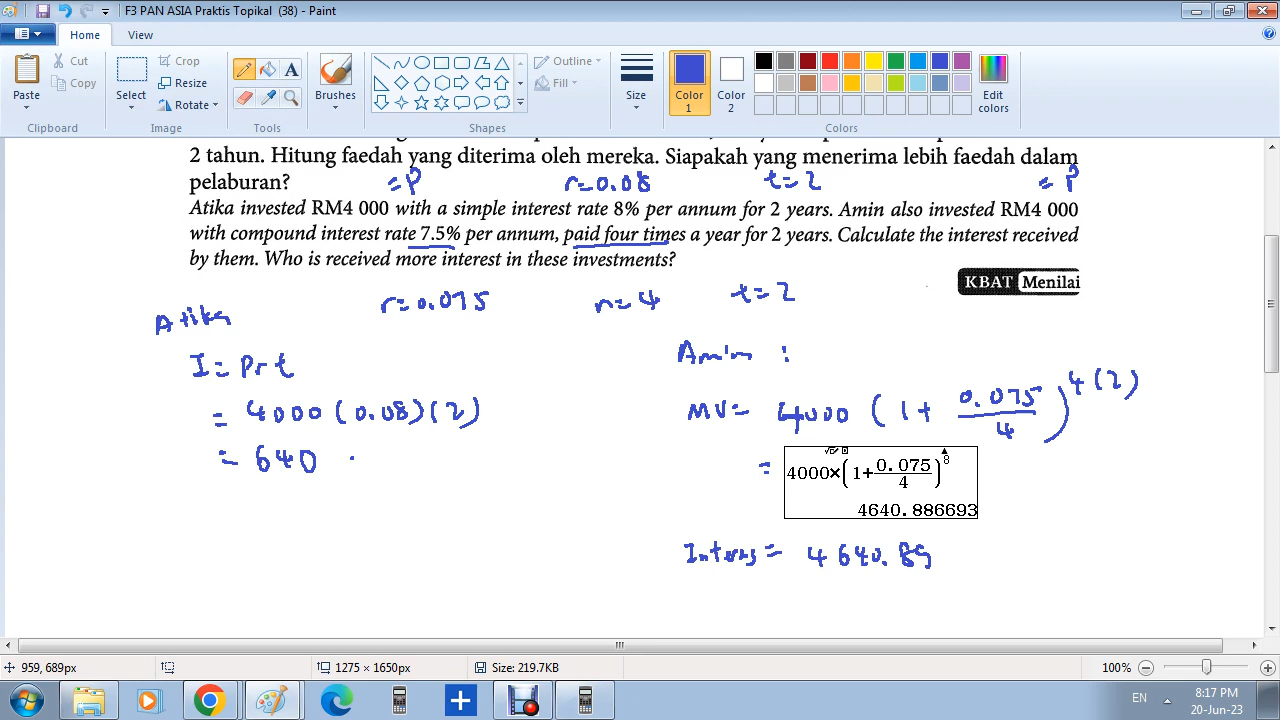 F3 PAN ASIA Praktis Topikal (38) - Paint
Home View
Paste
Cut
Copy
Select
Crop
Resize
Rotate
A
Brushes
Outline
Fill
Size
Color 1
Color 2
Edit colors
Clipboard Image Tools Shapes Colors
2 tahun. Hitung faedah yang diterima oleh mereka. Siapakah yang menerima lebih faedah dalam
pelaburan?
=P r=0.08 t=2 =P
Atika invested RM4 000 with a simple interest rate 8% per annum for 2 years. Amin also invested RM4 000
with compound interest rate 7.5% per annum, paid four times a year for 2 years. Calculate the interest received
by them. Who is received more interest in these investments?
KBAT Menilai
r=0.075 n=4 t=2
Atika
I = Prt
= 4000(0.08)(2)
= 640
Amin :
MV= 4000 (1+ 0.075/4)^4(2)
=
4000×(1+0.075/4)^8
4640.886693
Interes = 4640.89
959, 689px 1275 × 1650px Size: 219.7KB 100%
EN
8:17 PM
20-Jun-23